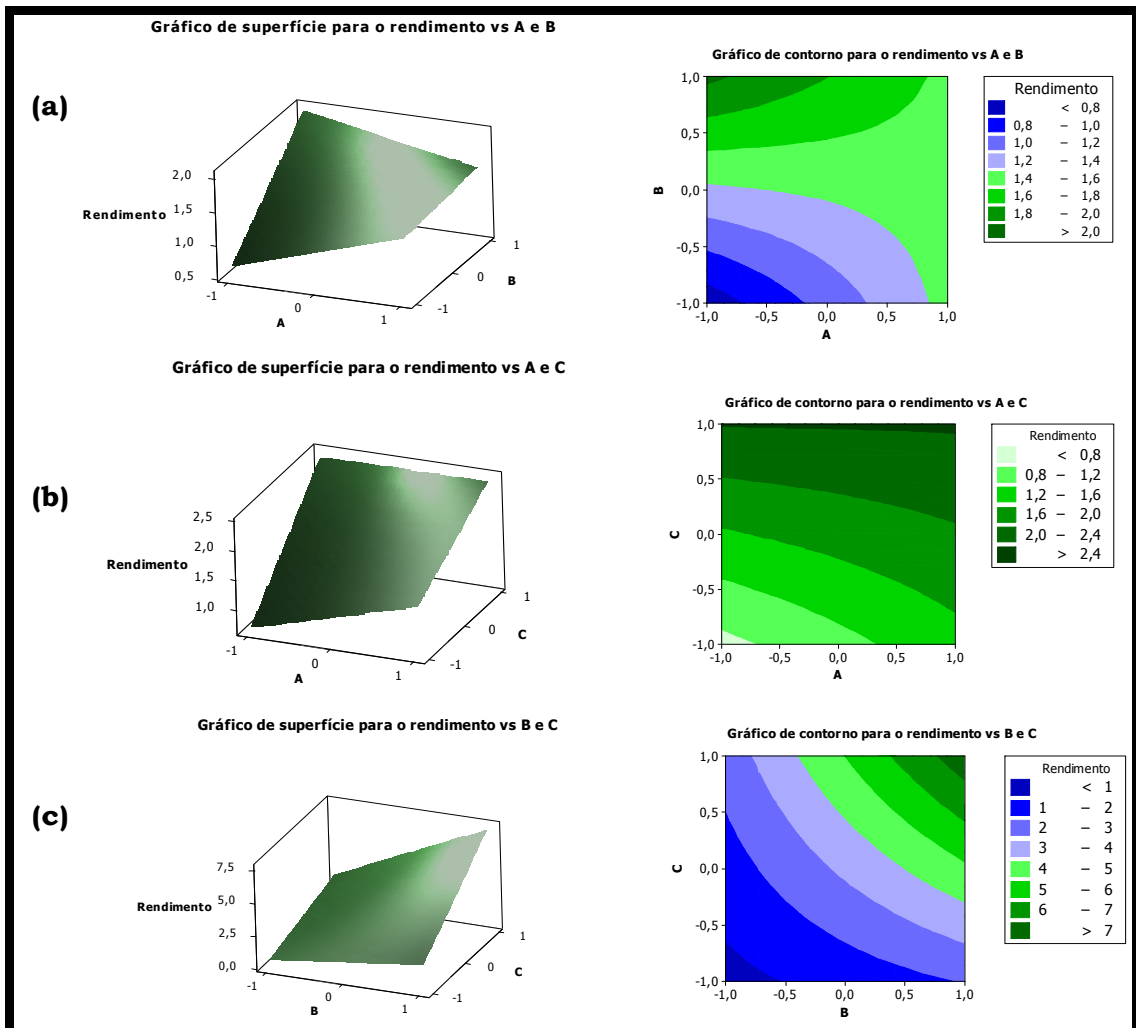 Gráfico de superfície para o rendimento vs A e B
(a)
2,0
1,5
1,0
0,5
Rendimento
-1
0
1
A
-1
0
1
B
Gráfico de contorno para o rendimento vs A e B
1,0
0,5
0,0
-0,5
-1,0
B
-1,0 -0,5 0,0 0,5 1,0
A
Rendimento
< 0,8
0,8 – 1,0
1,0 – 1,2
1,2 – 1,4
1,4 – 1,6
1,6 – 1,8
1,8 – 2,0
> 2,0
Gráfico de superfície para o rendimento vs A e C
(b)
2,5
2,0
1,5
1,0
Rendimento
-1
0
1
A
-1
0
1
C
Gráfico de contorno para o rendimento vs A e C
1,0
0,5
0,0
-0,5
-1,0
C
-1,0 -0,5 0,0 0,5 1,0
A
Rendimento
< 0,8
0,8 – 1,2
1,2 – 1,6
1,6 – 2,0
2,0 – 2,4
> 2,4
Gráfico de superfície para o rendimento vs B e C
(c)
7,5
5,0
2,5
0,0
Rendimento
-1
0
1
B
-1
0
1
C
Gráfico de contorno para o rendimento vs B e C
1,0
0,5
0,0
-0,5
-1,0
C
-1,0 -0,5 0,0 0,5 1,0
B
Rendimento
< 1
1 – 2
2 – 3
3 – 4
4 – 5
5 – 6
6 – 7
> 7